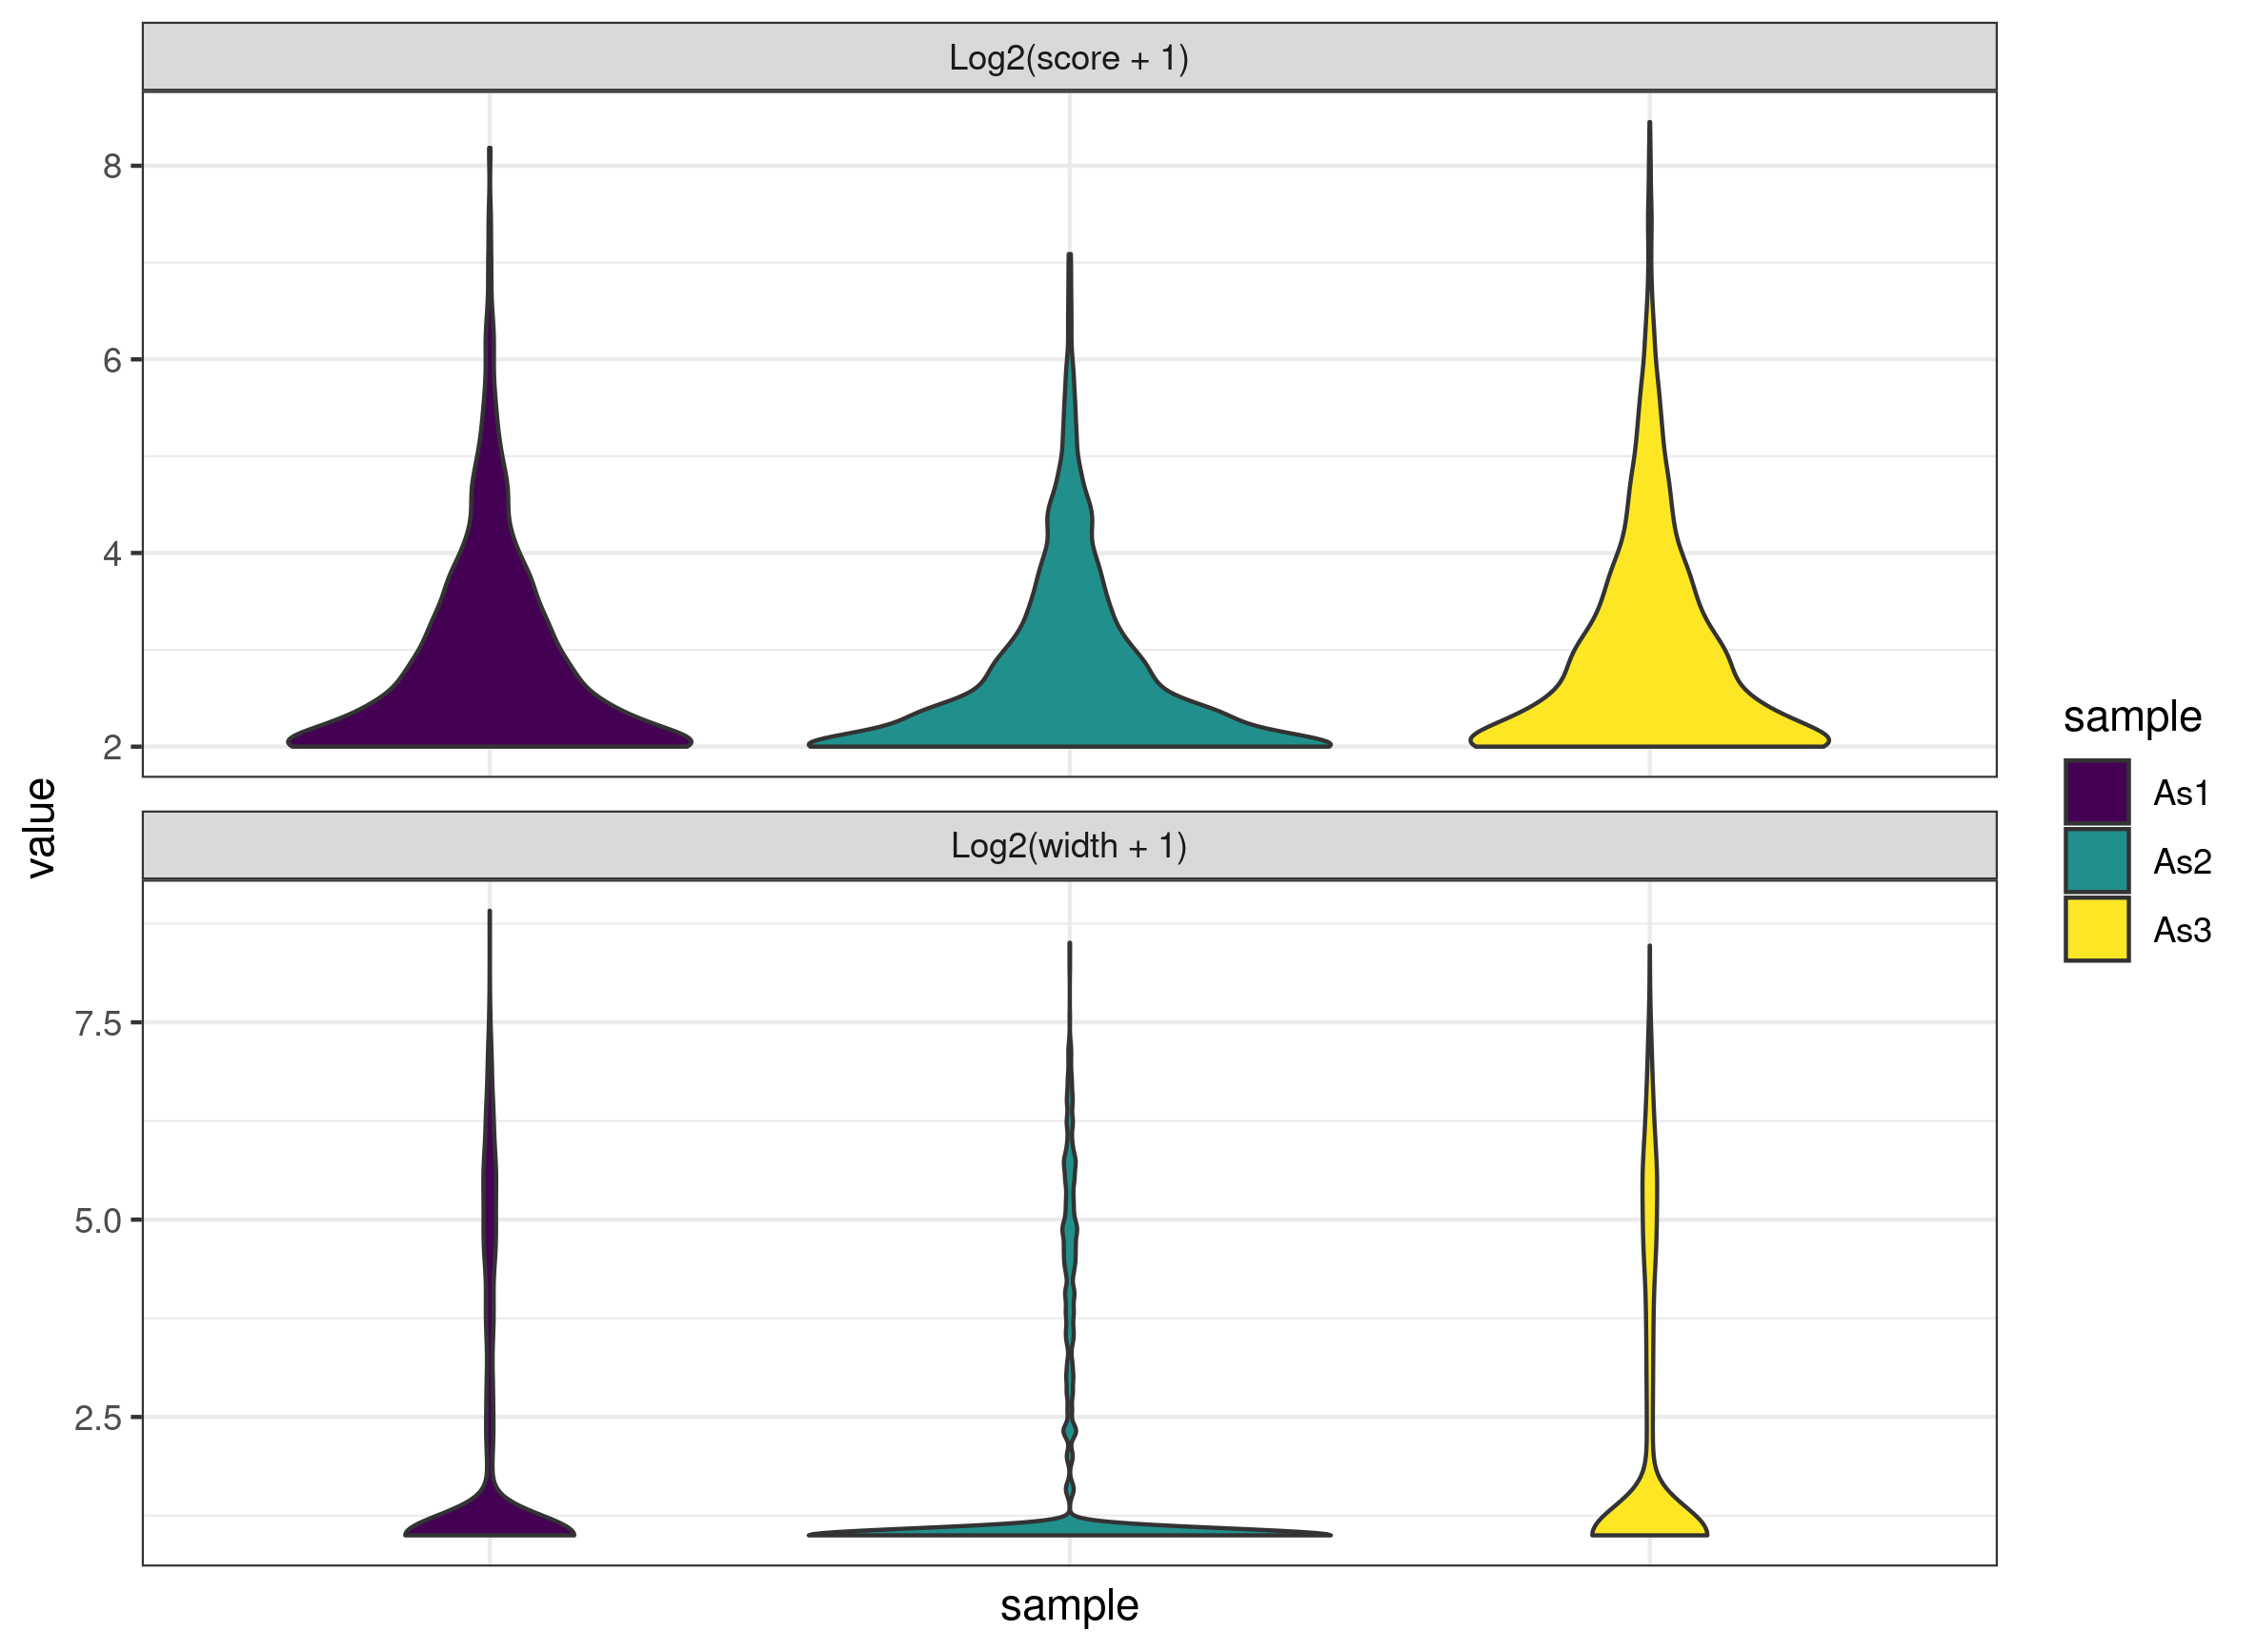 Log2(score + 1)
8
6
4
2
Log2(width + 1)
7.5
5.0
2.5
value
sample
sample
As1
As2
As3